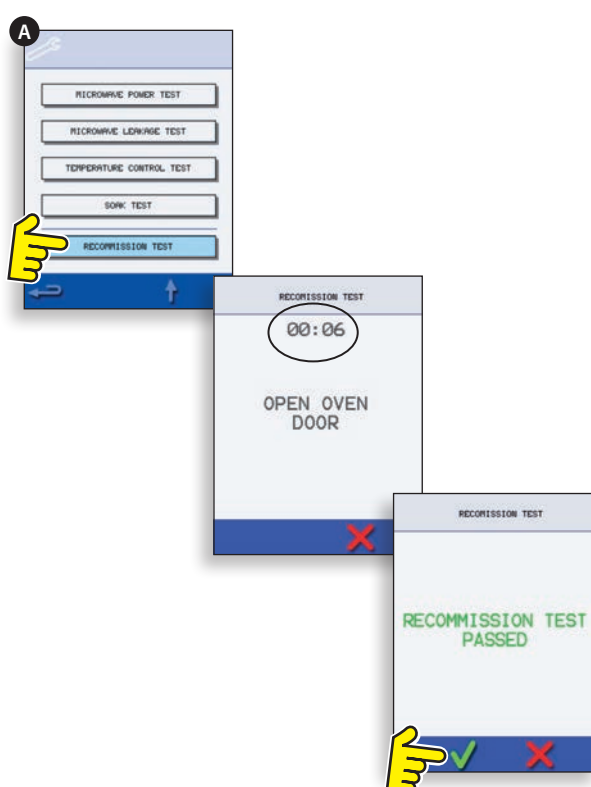 A
MICROWAVE POWER TEST
MICROWAVE LEAKAGE TEST
TEMPERATURE CONTROL TEST
SOAK TEST
RECOMMISSION TEST
RECOMISSION TEST
00:06
OPEN OVEN
DOOR
RECOMISSION TEST
RECOMMISSION TEST
PASSED